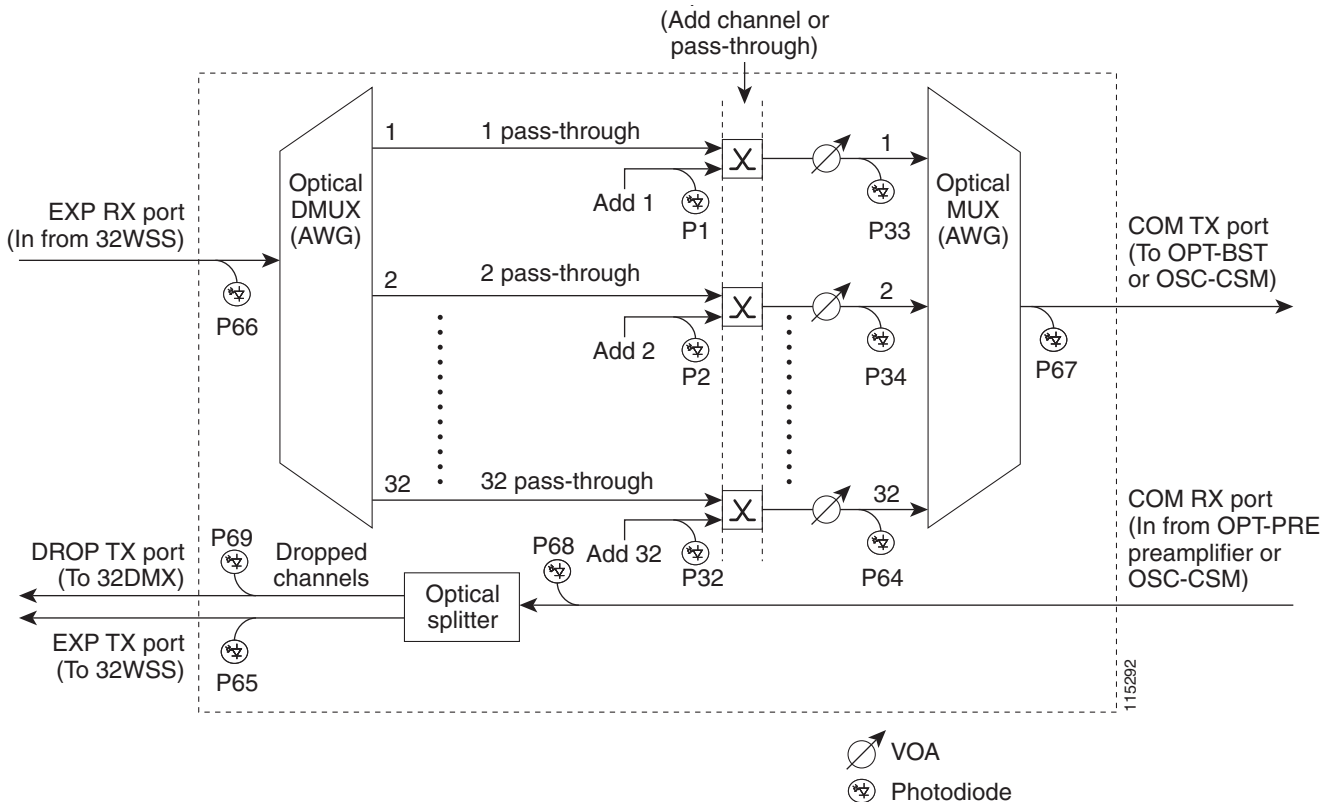 (Add channel or
pass-through)
1
1 pass-through
1
Optical
DMUX
(AWG)
Optical
MUX
(AWG)
Add 1
P1
P33
EXP RX port
(In from 32WSS)
COM TX port
(To OPT-BST
or OSC-CSM)
2
2 pass-through
2
P66
Add 2
P2
P34
P67
32
32 pass-through
32
COM RX port
(In from OPT-PRE
preamplifier or
OSC-CSM)
Add 32
P32
P64
P69
P68
DROP TX port
(To 32DMX)
Dropped
channels
Optical
splitter
EXP TX port
(To 32WSS)
P65
115292
VOA
Photodiode